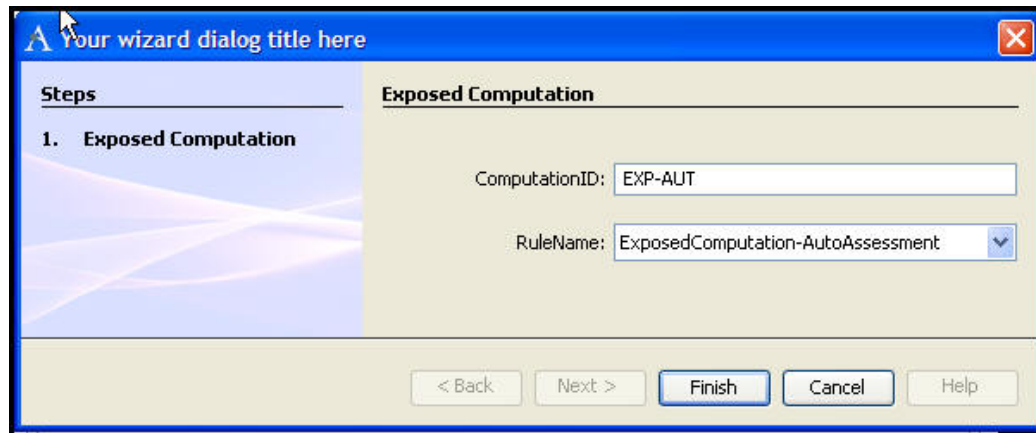 Your wizard dialog title here
Steps
1. Exposed Computation
Exposed Computation
ComputationID: EXP-AUT
RuleName: ExposedComputation-AutoAssessment
< Back Next > Finish Cancel Help